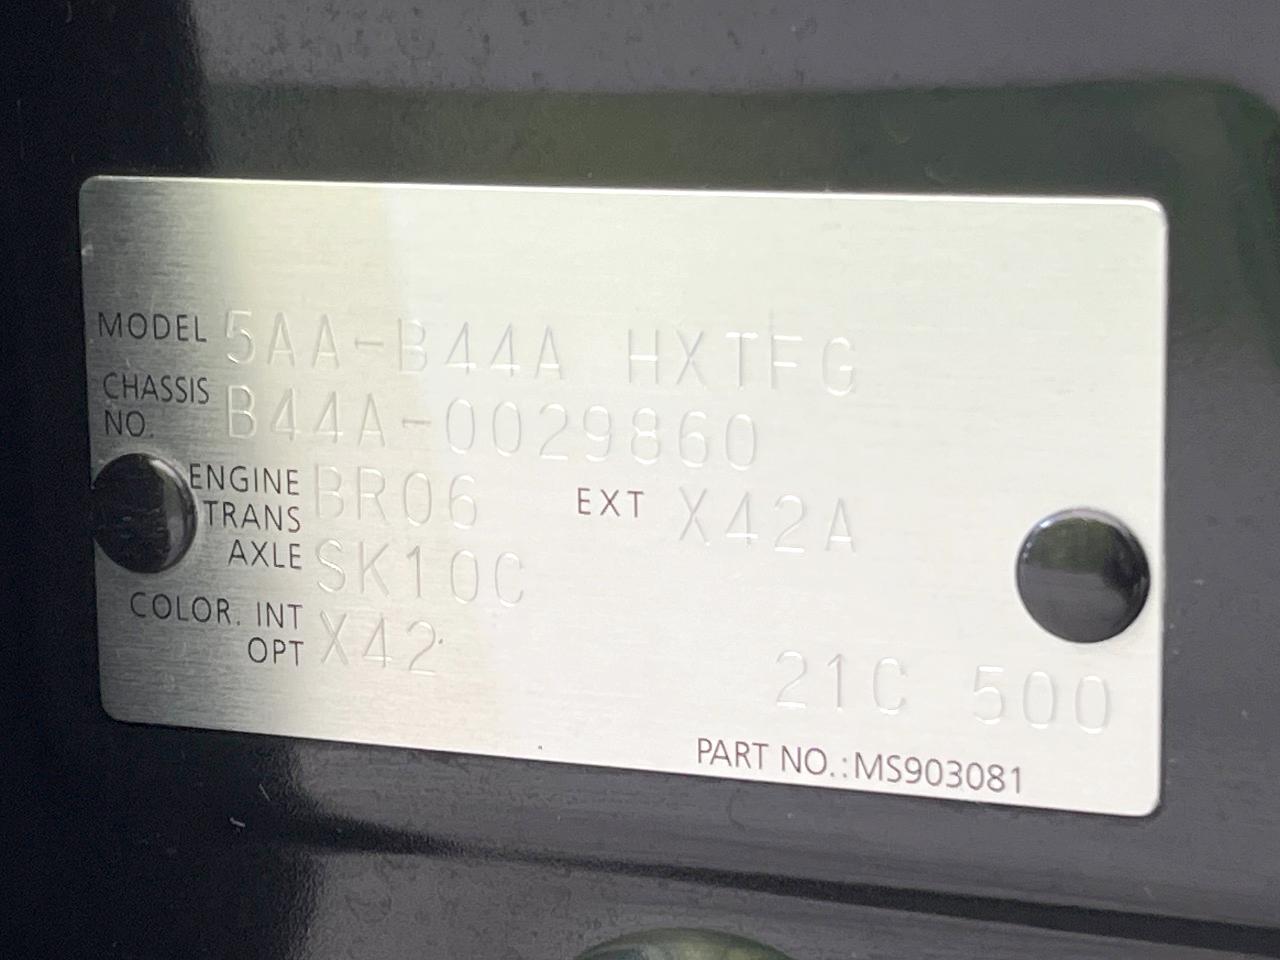 MODEL 5AA-B44A HXTFG
CHASSIS NO. B44A-0029860
ENGINE BR06 EXT X42A
TRANS
AXLE SK10C
COLOR. INT X42
OPT
21C 500
PART NO.:MS903081